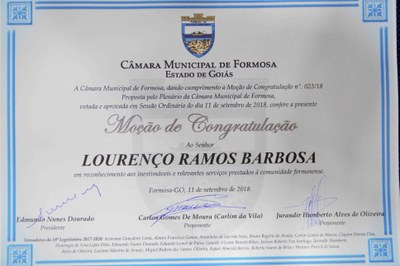 CÂMARA MUNICIPAL DE FORMOSA
ESTADO DE GOIÁS
A Câmara Municipal de Formosa, dando cumprimento à Moção de Congratulação nº. 023/18
Proposta pelo Plenário da Câmara Municipal de Formosa,
votada e aprovada em Sessão Ordinária do dia 11 de setembro de 2018, confere a presente
Moção de Congratulação
Ao Senhor
LOURENÇO RAMOS BARBOSA
em reconhecimento aos inestimáveis e relevantes serviços prestados à comunidade formosense.
Formosa-GO, 11 de setembro de 2018.
Edmundo Nunes Dourado
Presidente
Carlos Gomes De Moura (Carlim da Vila)
Proponente
Jurandir Humberto Alves de Oliveira
Proponente